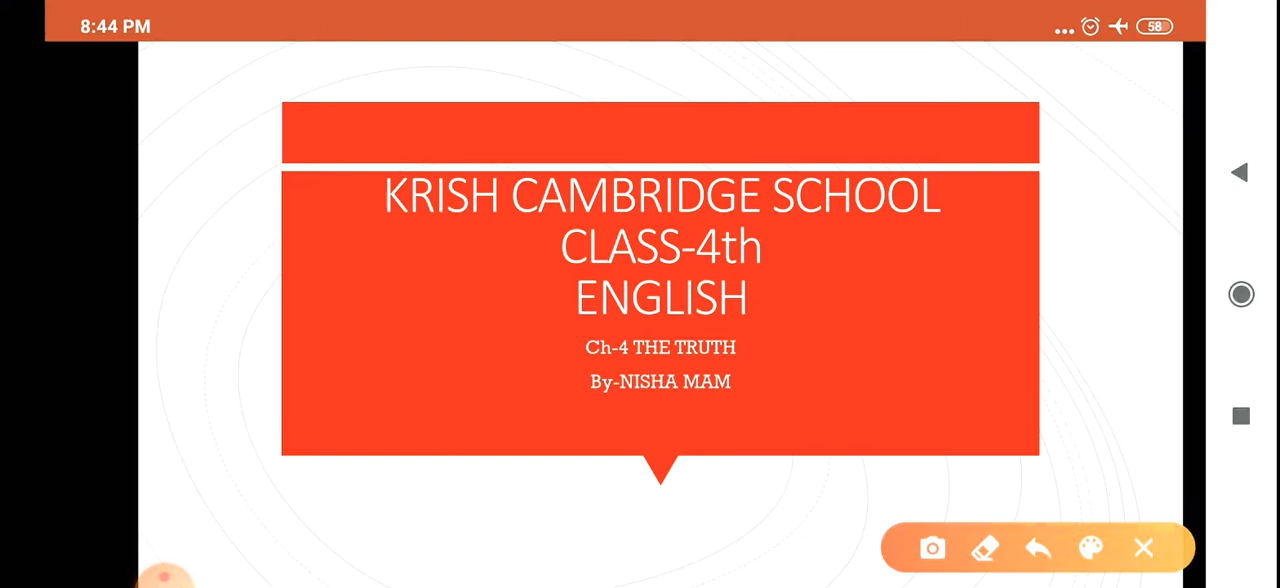 8:44 PM
58
KRISH CAMBRIDGE SCHOOL
CLASS-4th
ENGLISH
Ch-4 THE TRUTH
By-NISHA MAM